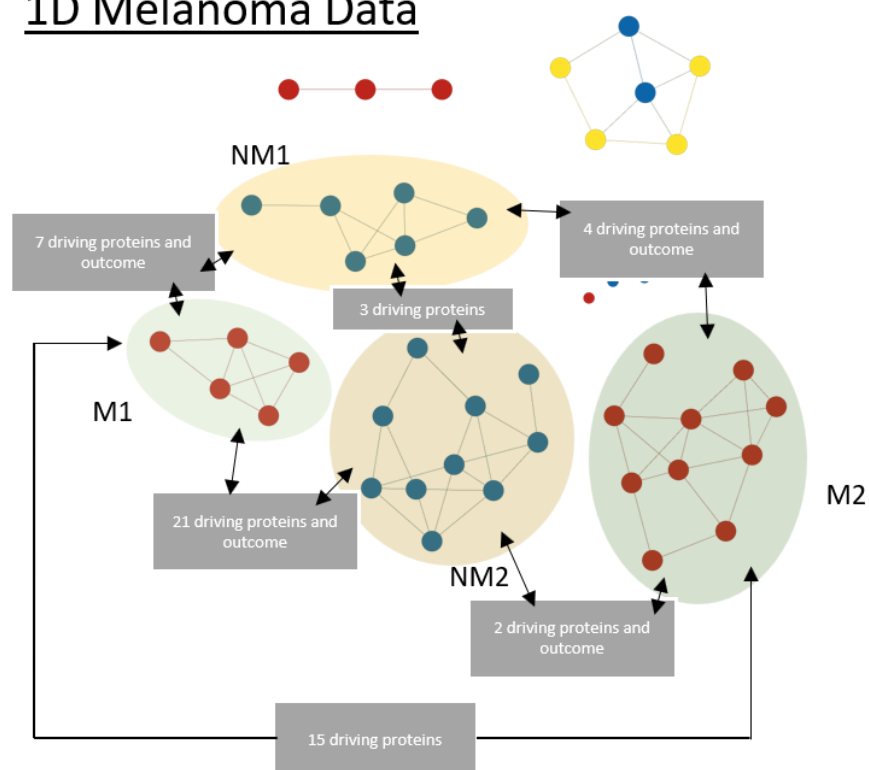 1D Melanoma Data
NM1
7 driving proteins and
outcome
4 driving proteins and
outcome
3 driving proteins
M1
M2
21 driving proteins and
outcome
NM2
2 driving proteins and
outcome
15 driving proteins